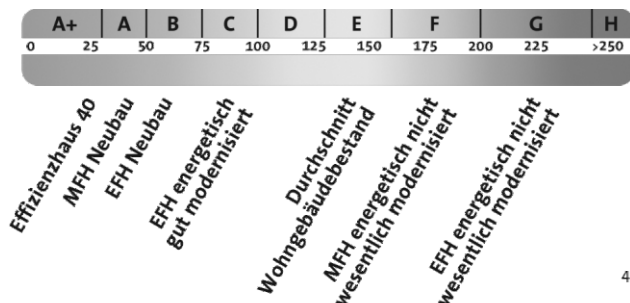 A+ A B C D E F G H
0 25 50 75 100 125 150 175 200 225 >250
Effizienzhaus 40
MFH Neubau
EFH Neubau
EFH energetisch
gut modernisiert
Durchschnitt
Wohngebäudebestand
MFH energetisch nicht
wesentlich modernisiert
EFH energetisch nicht
wesentlich modernisiert
4